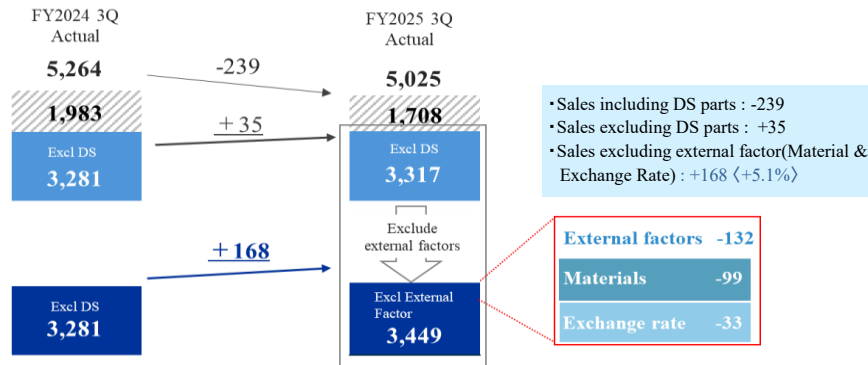 FY2024 3Q
Actual
5,264
1,983
Excl DS
3,281
Excl DS
3,281
-239
+35
+168
FY2025 3Q
Actual
5,025
1,708
Excl DS
3,317
Exclude
external factors
Excl External
Factor
3,449
・Sales including DS parts : -239
・Sales excluding DS parts : +35
・Sales excluding external factor(Material &
Exchange Rate) : +168〈+5.1%〉
External factors -132
Materials -99
Exchange rate -33